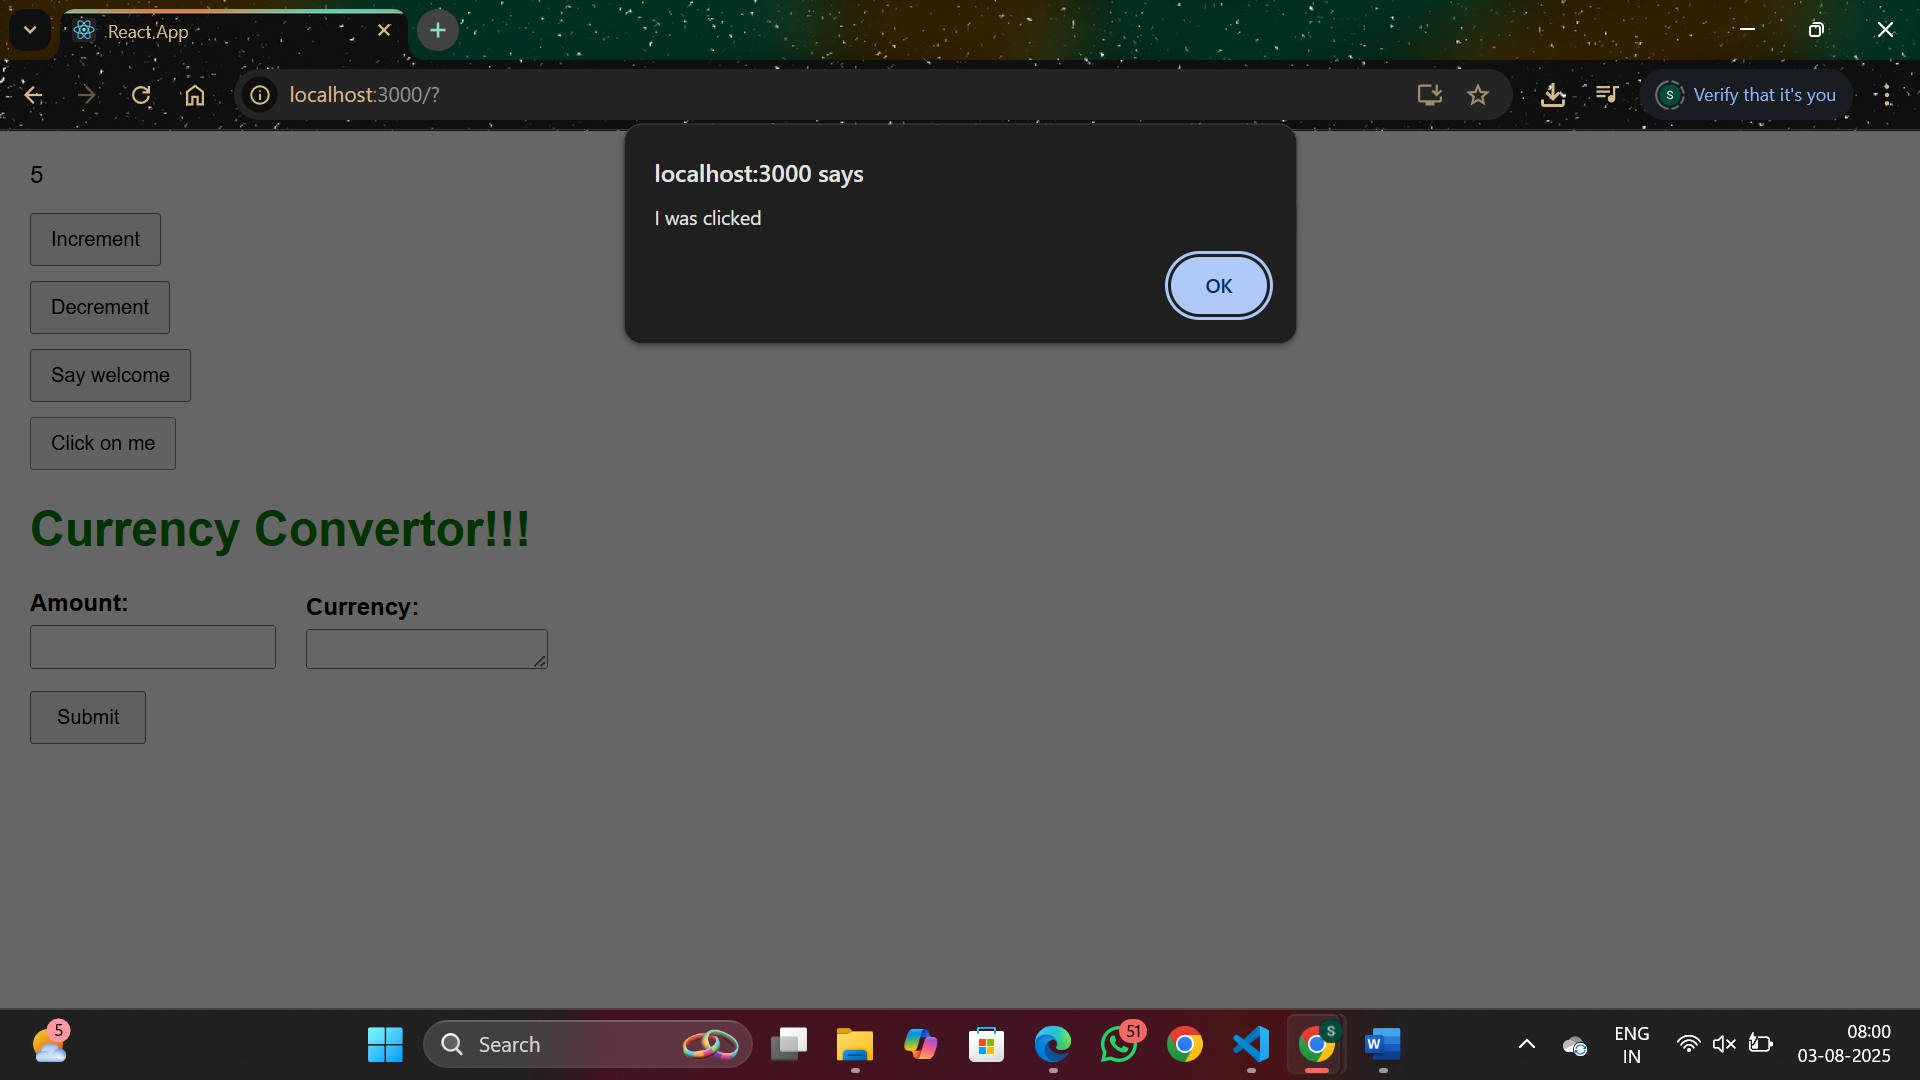 React App
localhost:3000/?
S
Verify that it's you
localhost:3000 says
I was clicked
OK
5
Increment
Decrement
Say welcome
Click on me
Currency Convertor!!!
Amount:
Currency:
Submit
5
Search
51
S
W
ENG
IN
08:00
03-08-2025